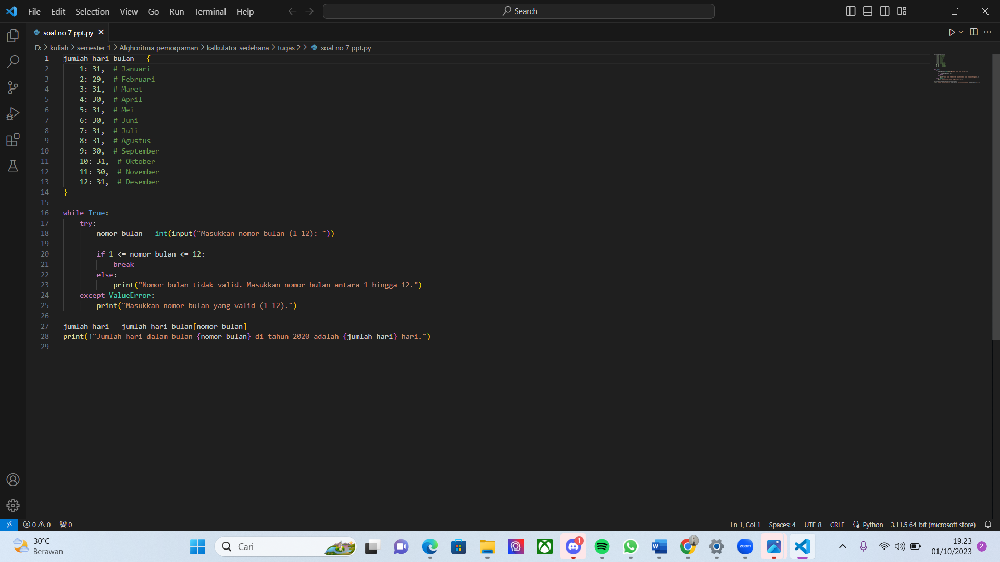 File Edit Selection View Go Run Terminal Help
Search
soal no 7 ppt.py
D: > kuliah > semester 1 > Alghoritma pemograman > kalkulator sedehana > tugas 2 > soal no 7 ppt.py
1 jumlah_hari_bulan = {
2     1: 31,  # Januari
3     2: 29,  # Februari
4     3: 31,  # Maret
5     4: 30,  # April
6     5: 31,  # Mei
7     6: 30,  # Juni
8     7: 31,  # Juli
9     8: 31,  # Agustus
10     9: 30,  # September
11     10: 31,  # Oktober
12     11: 30,  # November
13     12: 31,  # Desember
14 }
15
16 while True:
17     try:
18         nomor_bulan = int(input("Masukkan nomor bulan (1-12): "))
19
20         if 1 <= nomor_bulan <= 12:
21             break
22         else:
23             print("Nomor bulan tidak valid. Masukkan nomor bulan antara 1 hingga 12.")
24     except ValueError:
25         print("Masukkan nomor bulan yang valid (1-12).")
26
27 jumlah_hari = jumlah_hari_bulan[nomor_bulan]
28 print(f"Jumlah hari dalam bulan {nomor_bulan} di tahun 2020 adalah {jumlah_hari} hari.")
29
0 0 0
Ln 1, Col 1 Spaces: 4 UTF-8 CRLF Python 3.11.5 64-bit (microsoft store)
30°C
Berawan
Cari
1
W
zoom
19.23
01/10/2023
2